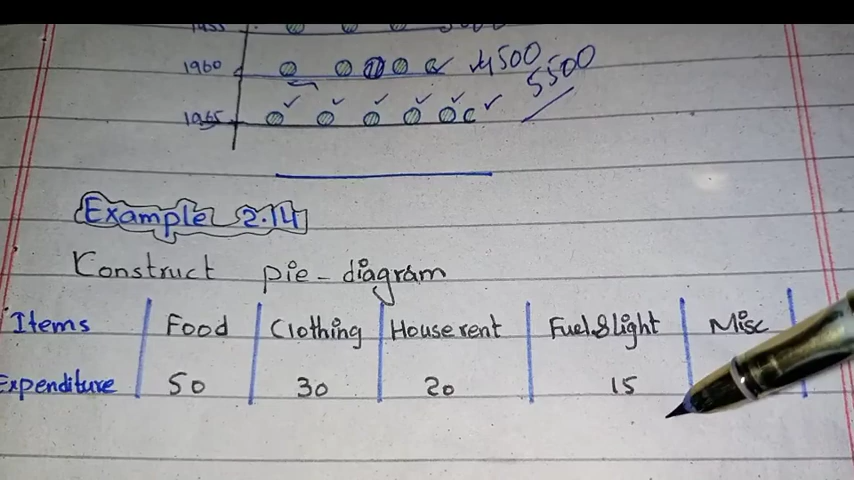 1960 4500
1965 5500
Example 2.14
Construct pie-diagram
Items Food Clothing House rent Fuel & light Misc
Expenditure 50 30 20 15